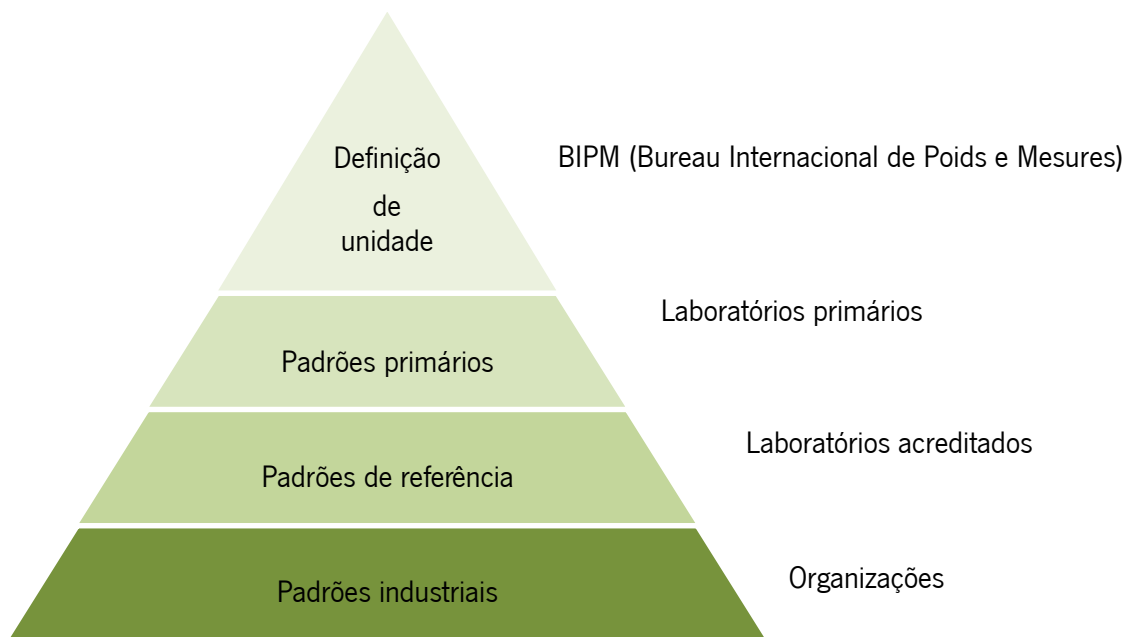 Definição
de
unidade
BIPM (Bureau Internacional de Poids e Mesures)
Padrões primários
Laboratórios primários
Padrões de referência
Laboratórios acreditados
Padrões industriais
Organizações